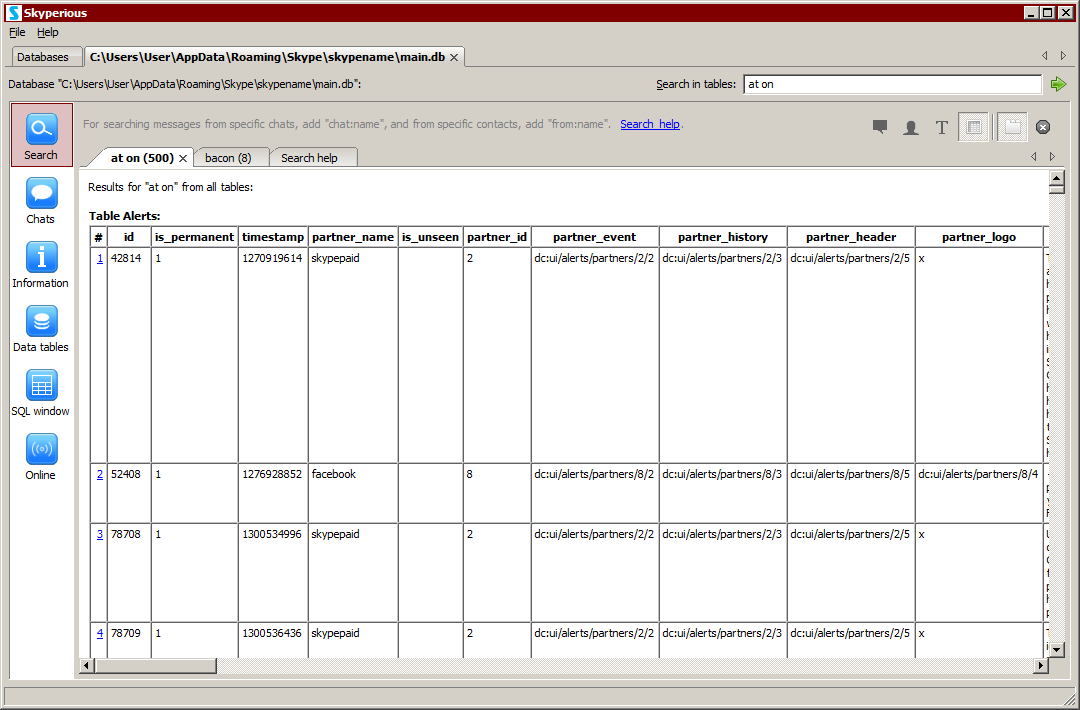 Skyperious
File Help
Databases C:\Users\User\AppData\Roaming\Skype\skypename\main.db
Database "C:\Users\User\AppData\Roaming\Skype\skypename\main.db": Search in tables: at on
Search
Chats
Information
Data tables
SQL window
Online
For searching messages from specific chats, add "chat:name", and from specific contacts, add "from:name". Search help.
at on (500) bacon (8) Search help
Results for "at on" from all tables:
Table Alerts:
# id is_permanent timestamp partner_name is_unseen partner_id partner_event partner_history partner_header partner_logo
1 42814 1 1270919614 skypepaid 2 dc:ui/alerts/partners/2/2 dc:ui/alerts/partners/2/3 dc:ui/alerts/partners/2/5 x
2 52408 1 1276928852 facebook 8 dc:ui/alerts/partners/8/2 dc:ui/alerts/partners/8/3 dc:ui/alerts/partners/8/5 dc:ui/alerts/partners/8/4
3 78708 1 1300534996 skypepaid 2 dc:ui/alerts/partners/2/2 dc:ui/alerts/partners/2/3 dc:ui/alerts/partners/2/5 x
4 78709 1 1300536436 skypepaid 2 dc:ui/alerts/partners/2/2 dc:ui/alerts/partners/2/3 dc:ui/alerts/partners/2/5 x